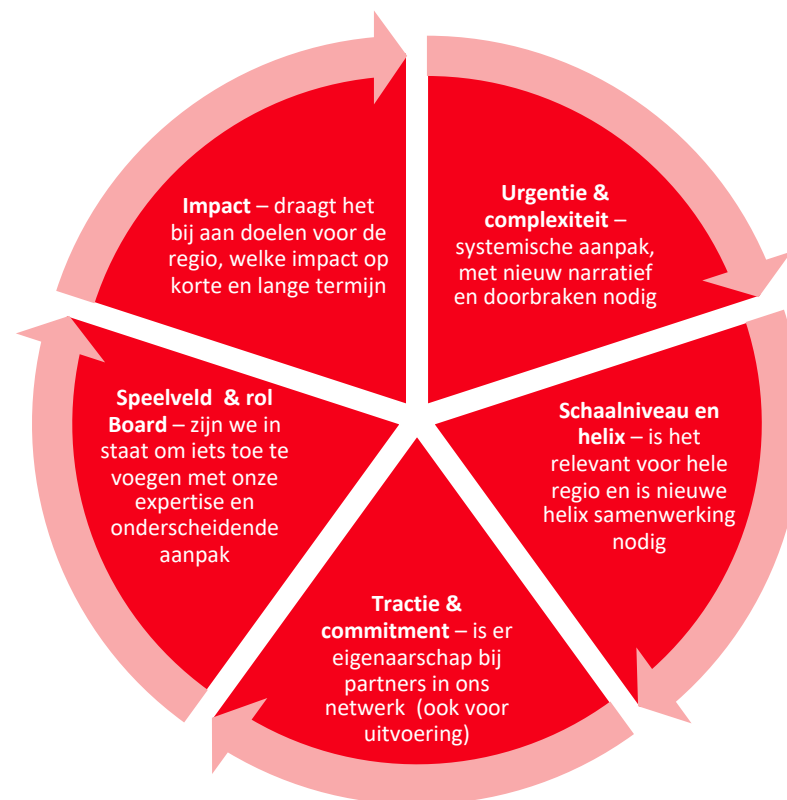 Urgentie &
complexiteit –
systemische aanpak,
met nieuw narratief
en doorbraken nodig
Schaalniveau en
helix – is het
relevant voor hele
regio en is nieuwe
helix samenwerking
nodig
Tractie &
commitment – is er
eigenaarschap bij
partners in ons
netwerk (ook voor
uitvoering)
Speelveld & rol
Board – zijn we in
staat om iets toe te
voegen met onze
expertise en
onderscheidende
aanpak
Impact – draagt het
bij aan doelen voor de
regio, welke impact op
korte en lange termijn